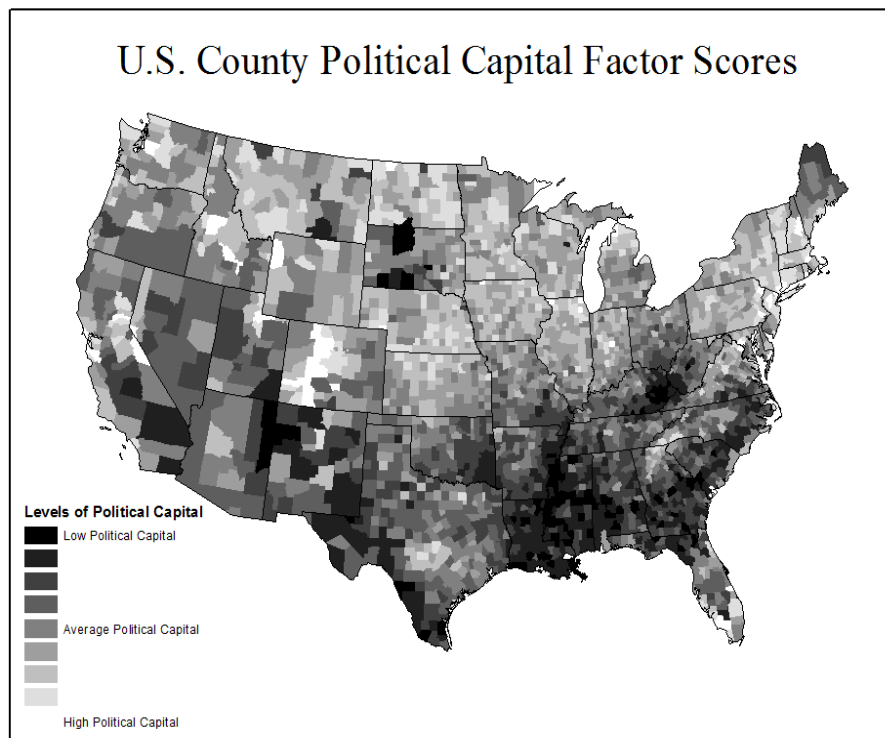 U.S. County Political Capital Factor Scores
Levels of Political Capital
Low Political Capital
Average Political Capital
High Political Capital